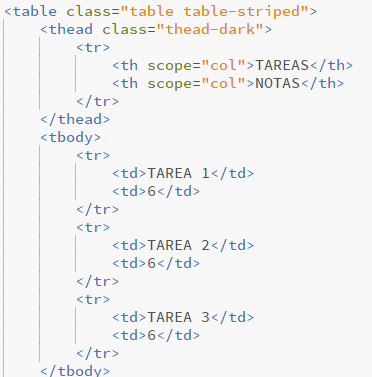 <table class="table table-striped">
<thead class="thead-dark">
<tr>
<th scope="col">TAREAS</th>
<th scope="col">NOTAS</th>
</tr>
</thead>
<tbody>
<tr>
<td>TAREA 1</td>
<td>6</td>
</tr>
<tr>
<td>TAREA 2</td>
<td>6</td>
</tr>
<tr>
<td>TAREA 3</td>
<td>6</td>
</tr>
</tbody>